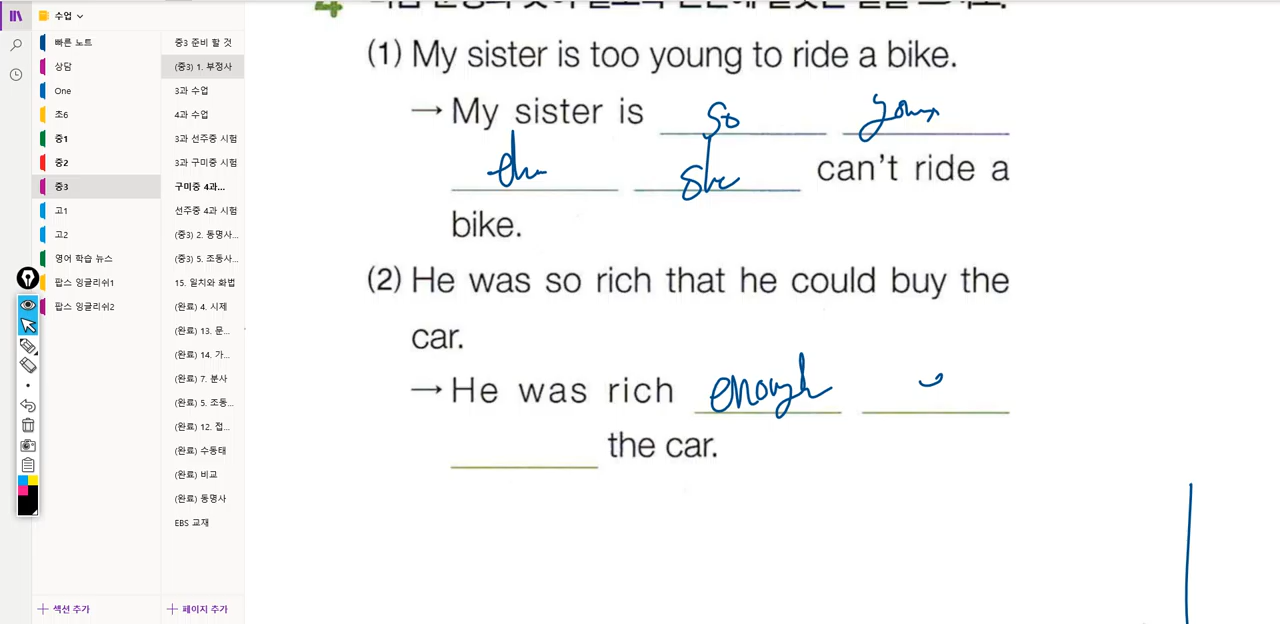 수업
빠른 노트
상담
One
초6
중1
중2
중3
고1
고2
영어 학습 뉴스
팝스 잉글리쉬1
팝스 잉글리쉬2
섹션 추가
중3 준비 할 것
(중3) 1. 부정사
3과 수업
4과 수업
3과 선주중 시험
3과 구미중 시험
구미중 4과...
선주중 4과 시험
(중3) 2. 동명사...
(중3) 5. 조동사...
15. 일치와 화법
(완료) 4. 시제
(완료) 13. 문...
(완료) 14. 가...
(완료) 7. 분사
(완료) 5. 조동...
(완료) 12. 접...
(완료) 수동태
(완료) 비교
(완료) 동명사
EBS 교재
페이지 추가
4
(1) My sister is too young to ride a bike.
→ My sister is so
she can't ride a
bike.
(2) He was so rich that he could buy the
car.
→ He was rich enough
the car.